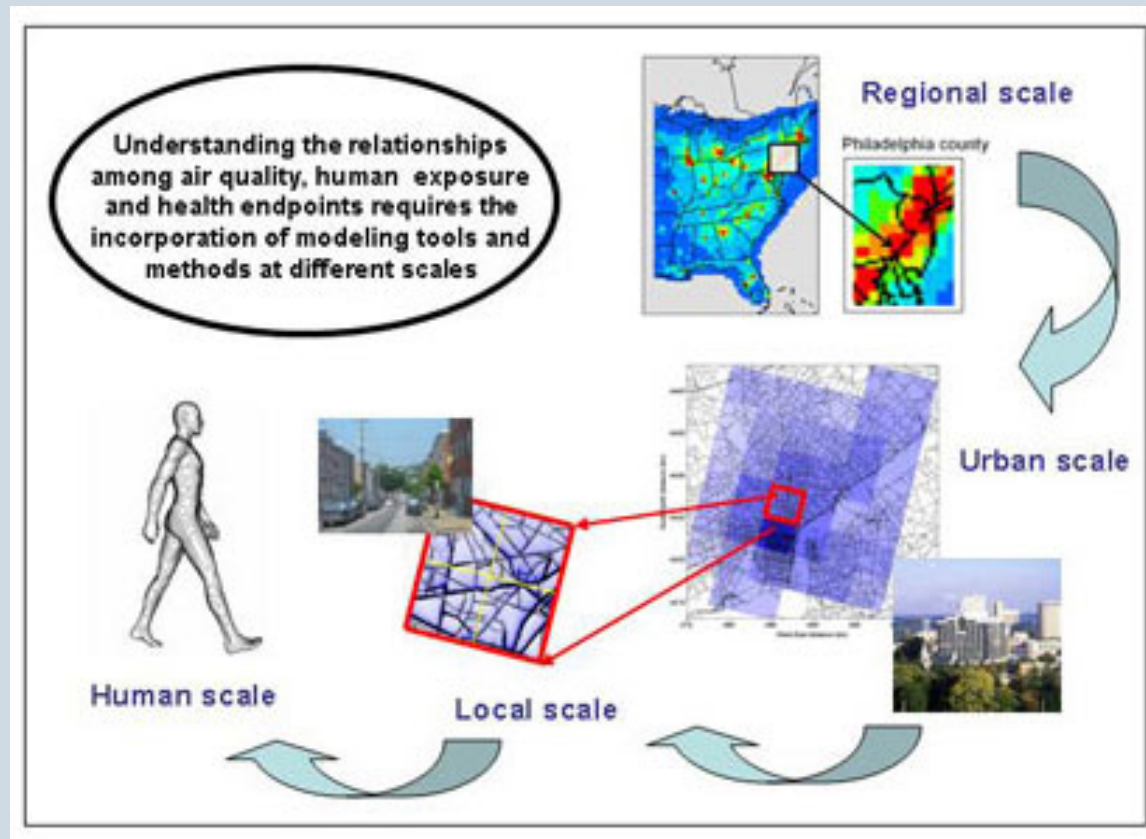 Understanding the relationships
among air quality, human exposure
and health endpoints requires the
incorporation of modeling tools and
methods at different scales
Regional scale
Philadelphia county
Urban scale
Human scale
Local scale